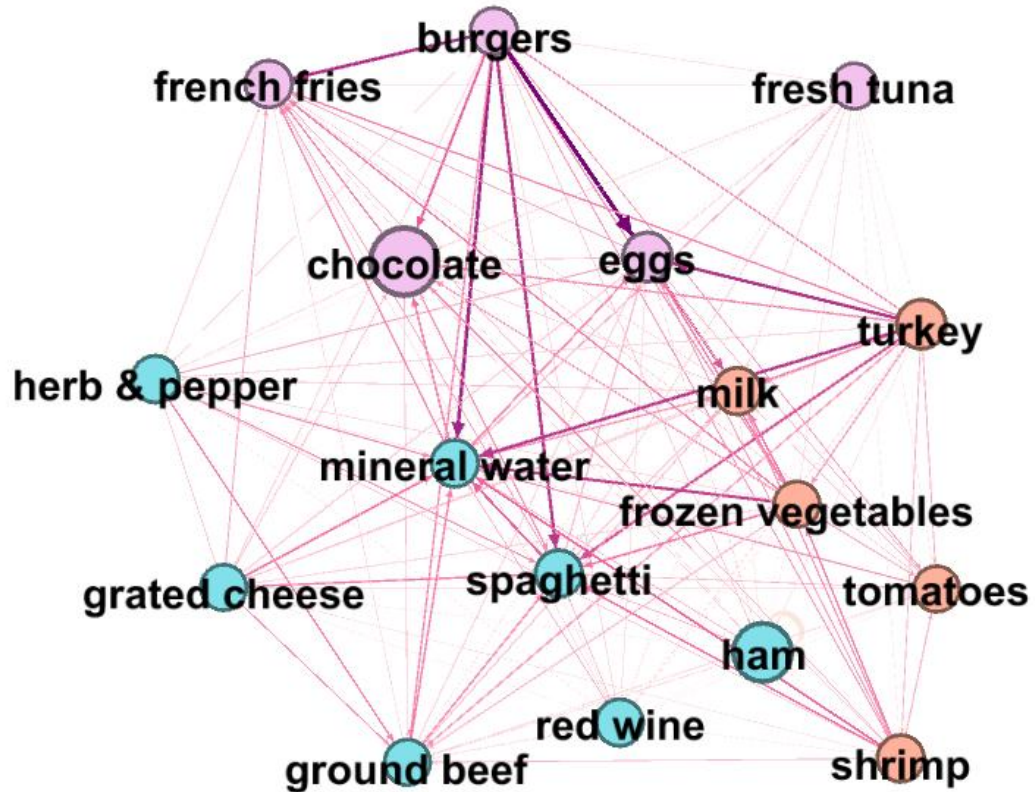 burgers
french fries
fresh tuna
chocolate
eggs
turkey
herb & pepper
milk
mineral water
frozen vegetables
grated cheese
spaghetti
tomatoes
ham
red wine
ground beef
shrimp